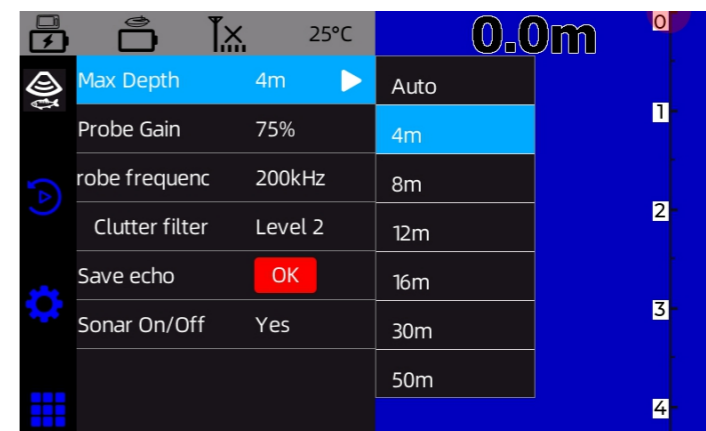 25°C 0.0m 0
Max Depth 4m Auto
1
Probe Gain 75% 4m
robe frequenc 200kHz 8m
2
Clutter filter Level 2 12m
Save echo OK 16m
3
Sonar On/Off Yes 30m
50m
4